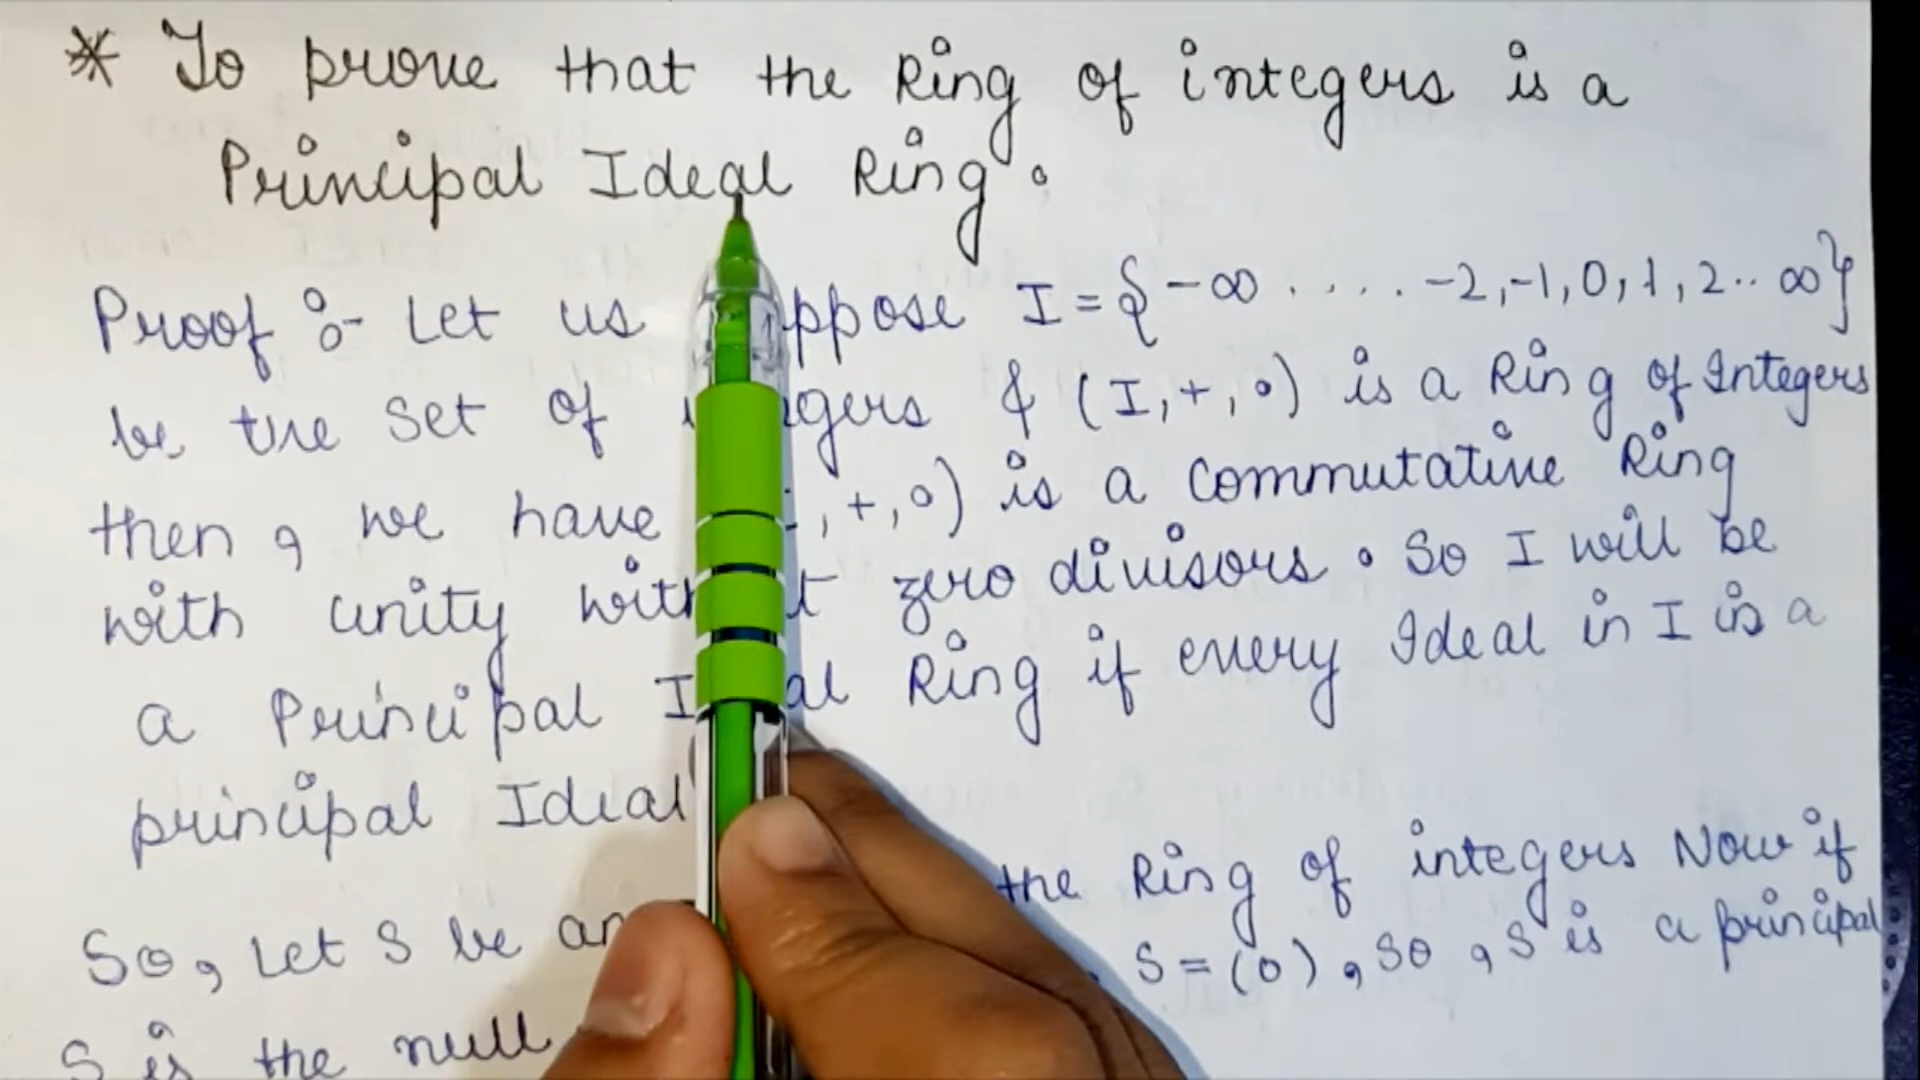 * To prove that the Ring of integers is a
Principal Ideal Ring.
Proof :- Let us ppose I = {-∞ .... -2,-1,0,1,2.. ∞}
be the set of gers & (I,+,.) is a Ring of Integers
then, we have ,+,.) is a commutative Ring
with unity with t zero divisors. So I will be
a Principal I al Ring if every Ideal in I is a
principal Ideal
So, Let S be an the Ring of integers Now if
S is the null S = (0), so, S is a principal